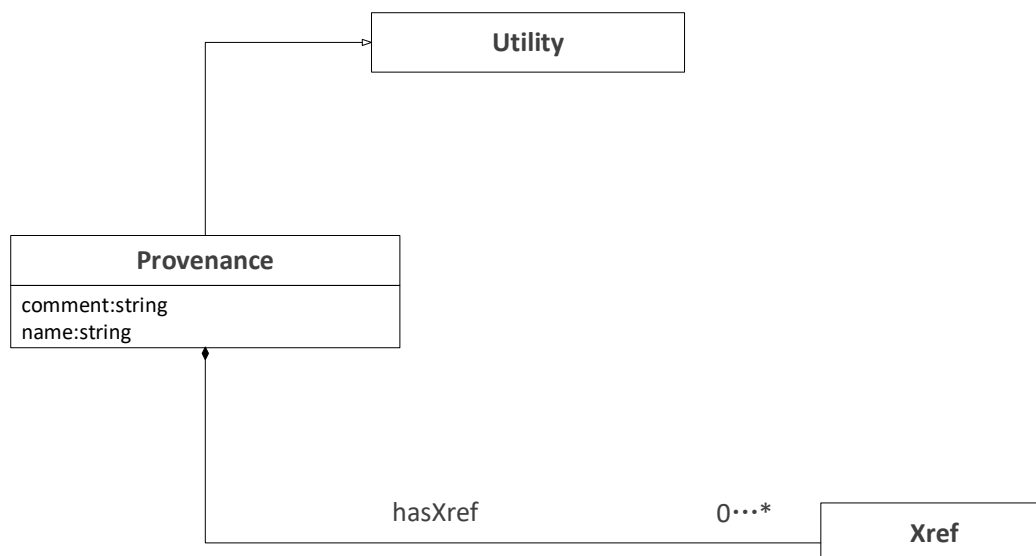 Utility
Provenance
comment:string
name:string
hasXref
0···*
Xref